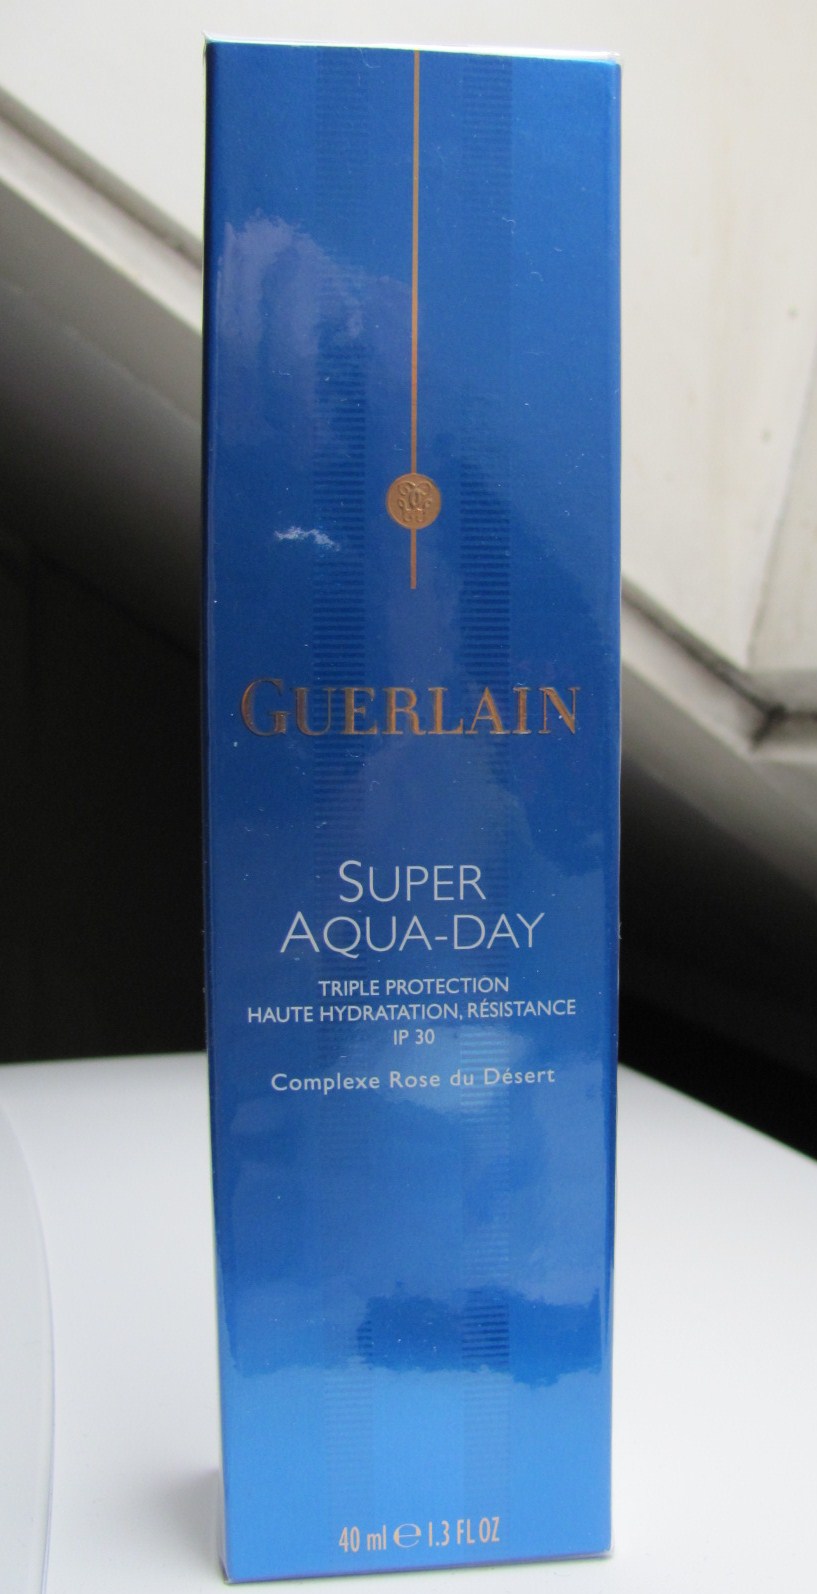 GUERLAIN
SUPER
AQUA-DAY
TRIPLE PROTECTION
HAUTE HYDRATATION, RÉSISTANCE
IP 30
Complexe Rose du Désert
40 ml ℮ 1.3 FL OZ